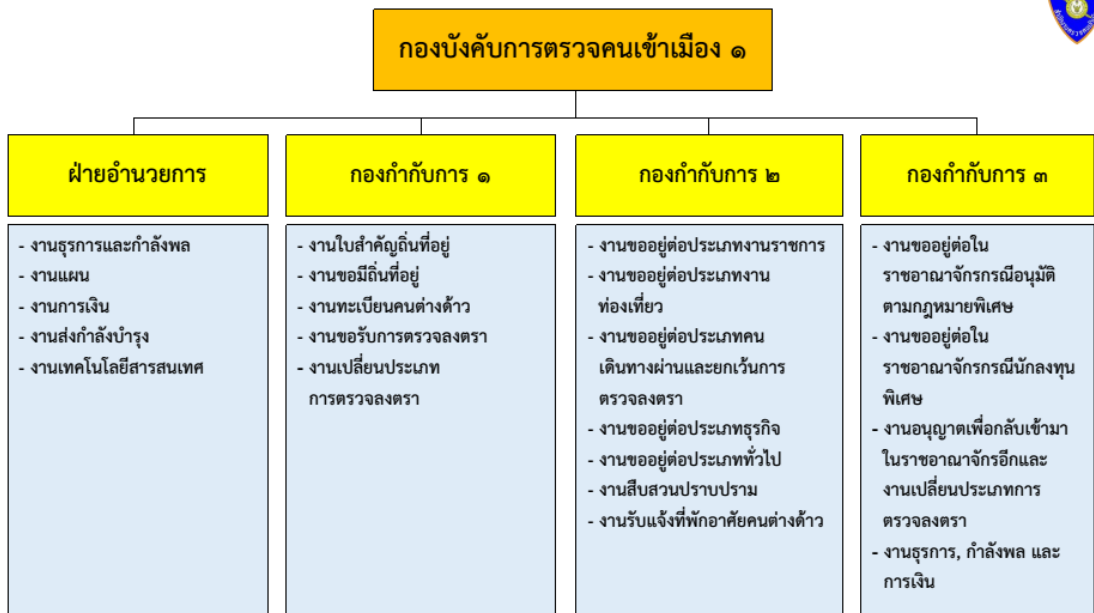 กองบังคับการตรวจคนเข้าเมือง ๑
ฝ่ายอำนวยการ
- งานธุรการและกำลังพล
- งานแผน
- งานการเงิน
- งานส่งกำลังบำรุง
- งานเทคโนโลยีสารสนเทศ
กองกำกับการ ๑
- งานใบสำคัญถิ่นที่อยู่
- งานขอมีถิ่นที่อยู่
- งานทะเบียนคนต่างด้าว
- งานขอรับการตรวจลงตรา
- งานเปลี่ยนประเภท
การตรวจลงตรา
กองกำกับการ ๒
- งานขออยู่ต่อประเภทงานราชการ
- งานขออยู่ต่อประเภทงาน
ท่องเที่ยว
- งานขออยู่ต่อประเภทคน
เดินทางผ่านและยกเว้นการ
ตรวจลงตรา
- งานขออยู่ต่อประเภทธุรกิจ
- งานขออยู่ต่อประเภททั่วไป
- งานสืบสวนปราบปราม
- งานรับแจ้งที่พักอาศัยคนต่างด้าว
กองกำกับการ ๓
- งานขออยู่ต่อใน
ราชอาณาจักรกรณีอนุมัติ
ตามกฎหมายพิเศษ
- งานขออยู่ต่อใน
ราชอาณาจักรกรณีนักลงทุน
พิเศษ
- งานอนุญาตเพื่อกลับเข้ามา
ในราชอาณาจักรอีกและ
งานเปลี่ยนประเภทการ
ตรวจลงตรา
- งานธุรการ, กำลังพล และ
การเงิน